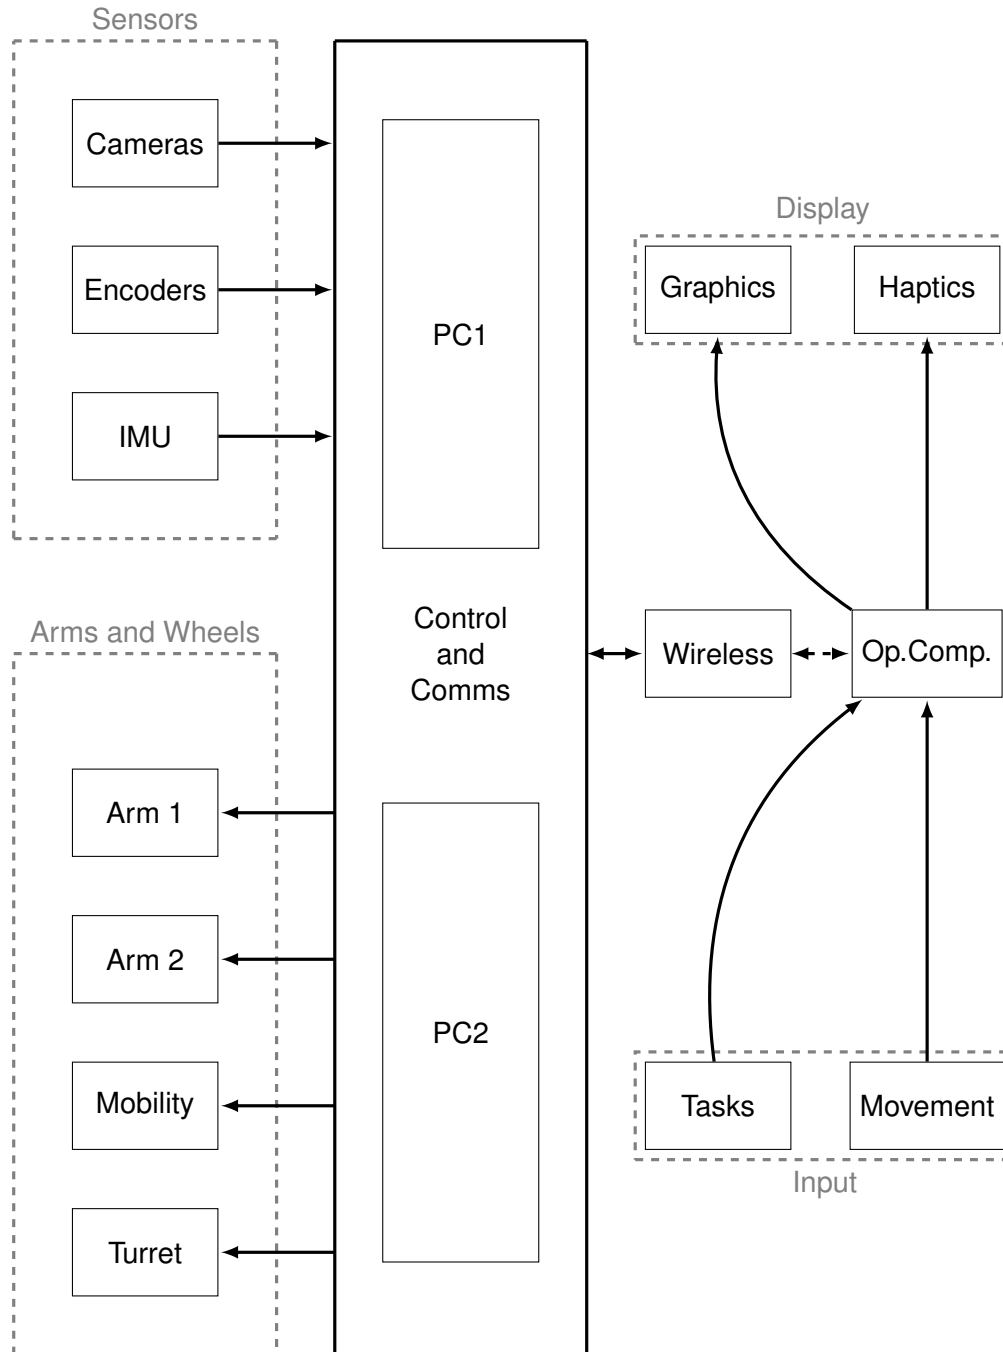 Sensors
Cameras
Encoders
IMU
Arms and Wheels
Arm 1
Arm 2
Mobility
Turret
PC1
Control
and
Comms
PC2
Wireless
Op.Comp.
Display
Graphics
Haptics
Tasks
Movement
Input